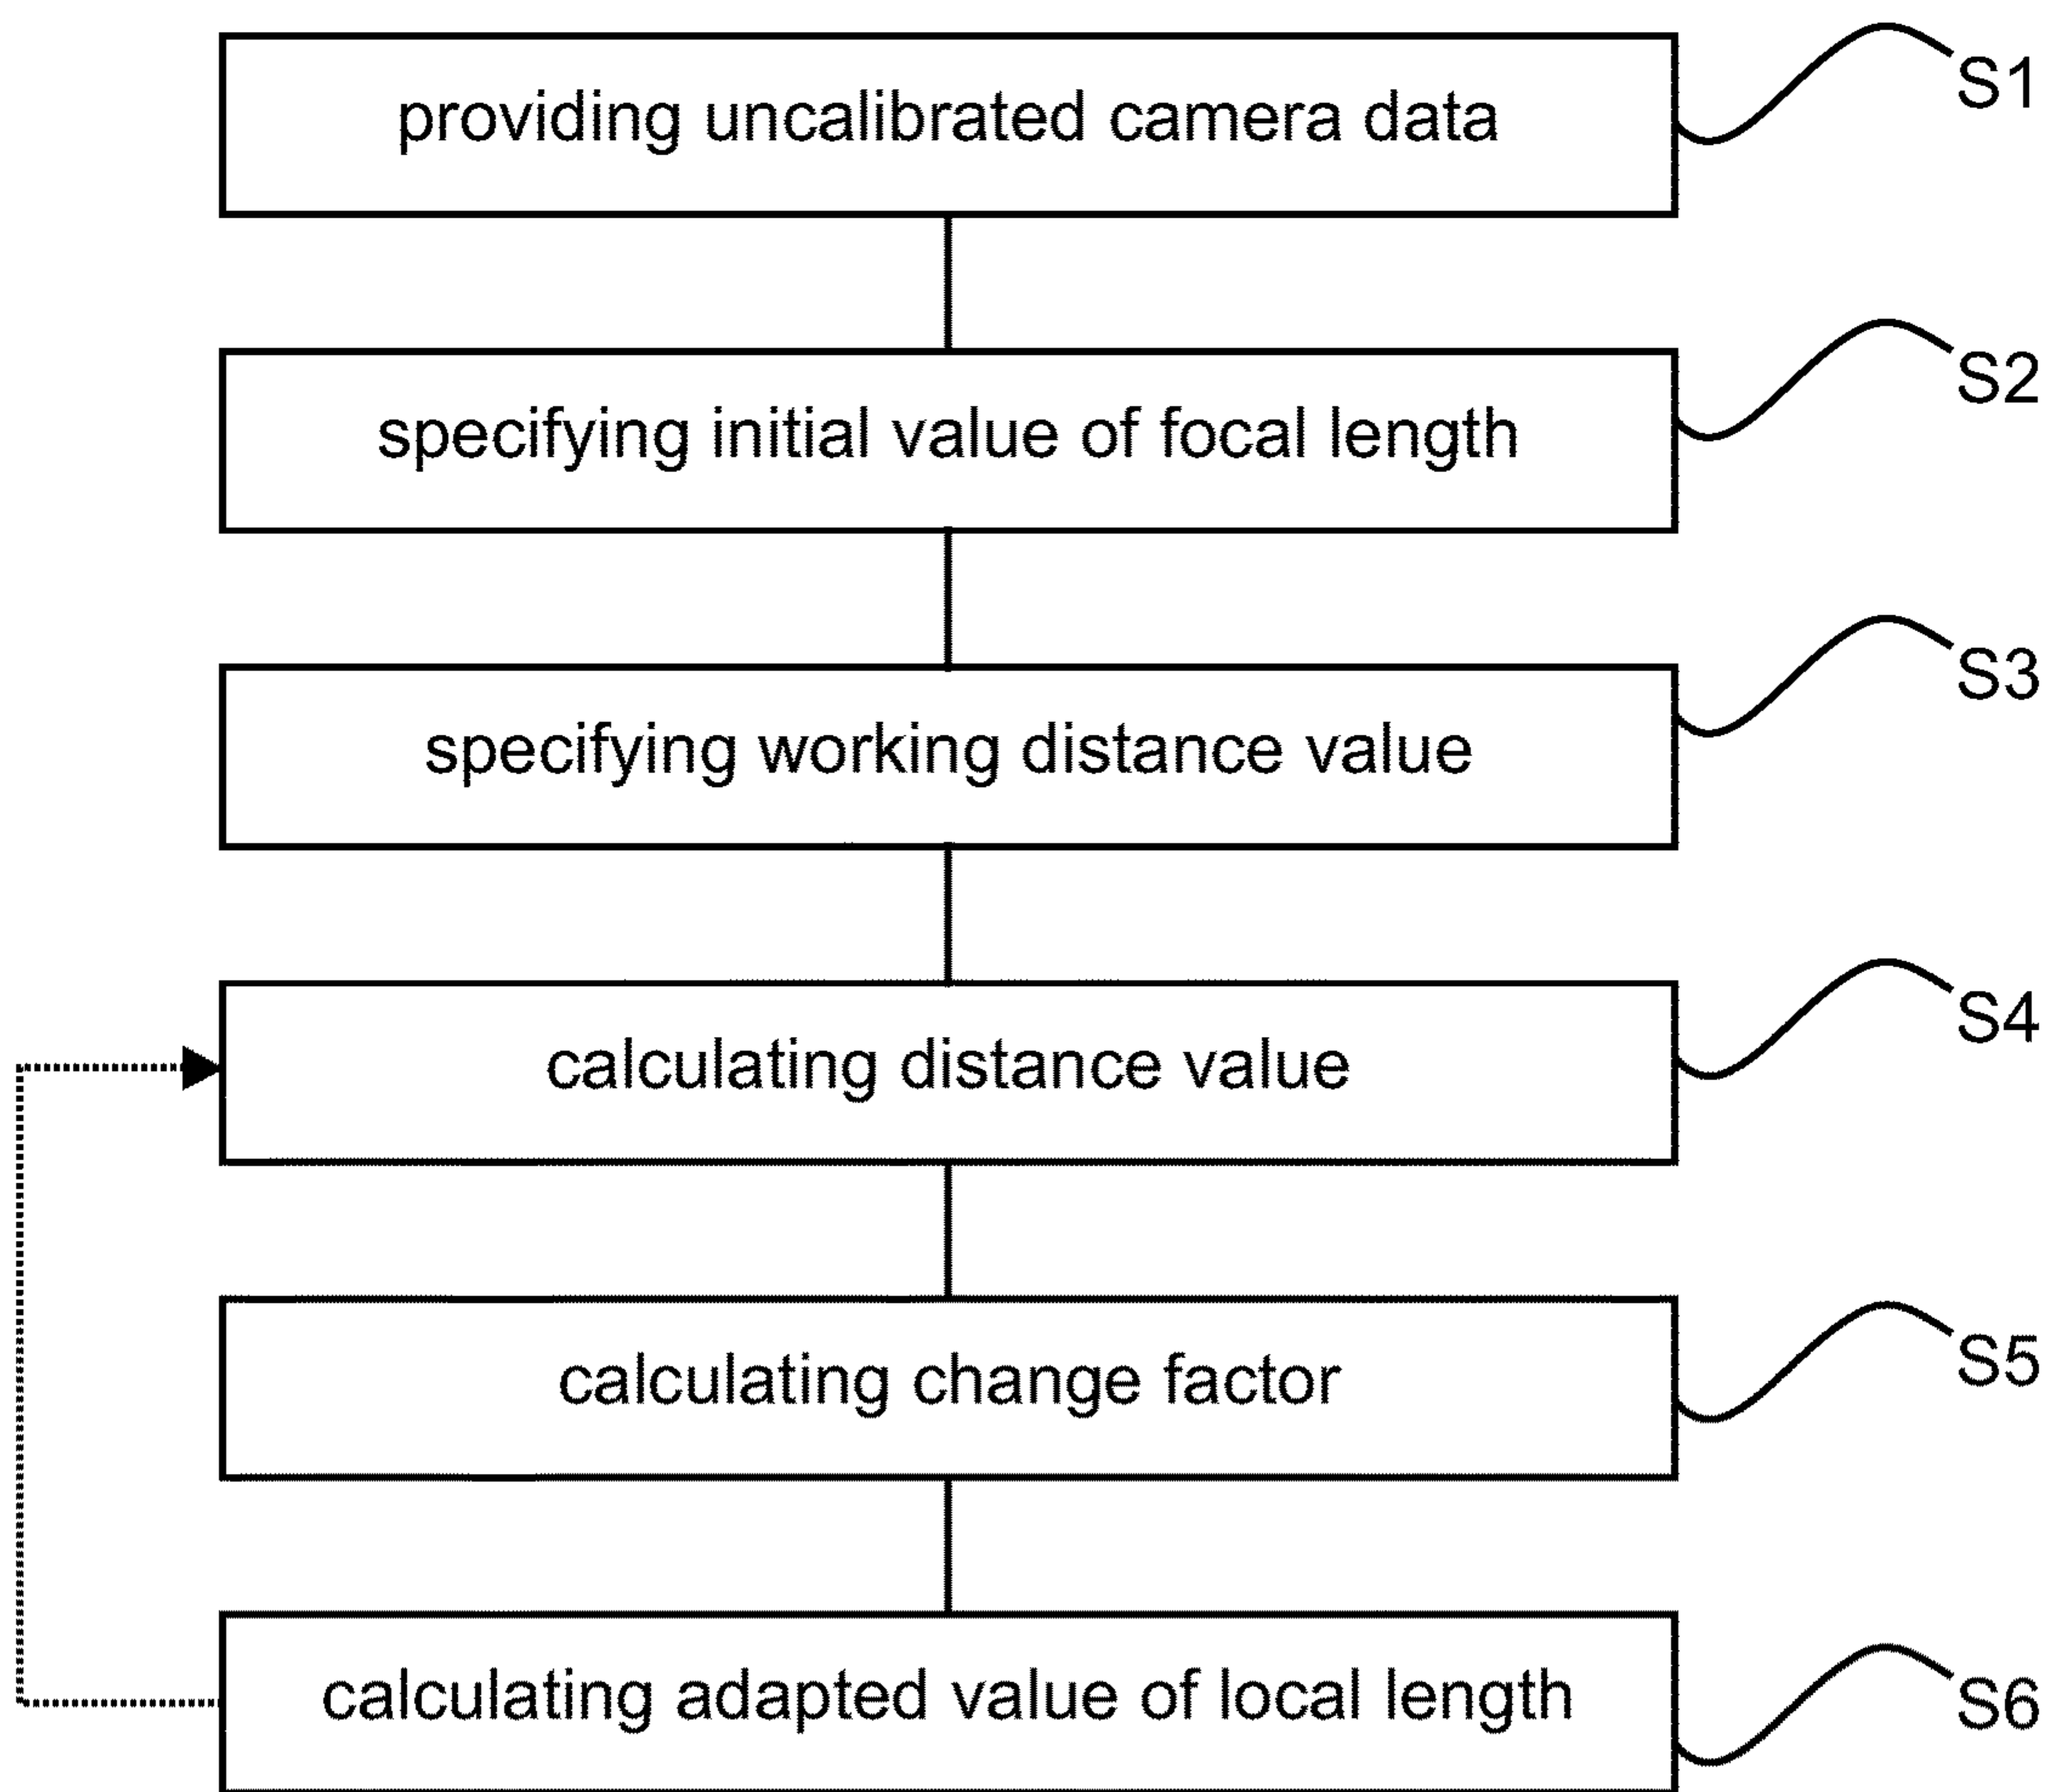 providing uncalibrated camera data
S1
specifying initial value of focal length
S2
specifying working distance value
S3
calculating distance value
S4
calculating change factor
S5
calculating adapted value of local length
S6